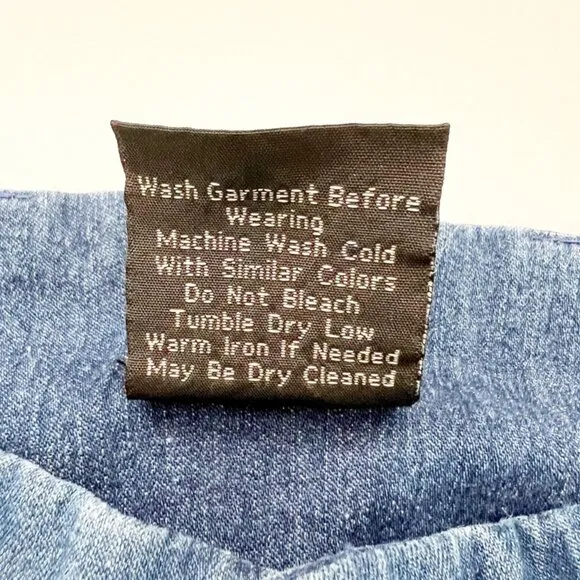 Wash Garment Before
Wearing
Machine Wash Cold
With Similar Colors
Do Not Bleach
Tumble Dry Low
Warm Iron If Needed
May Be Dry Cleaned